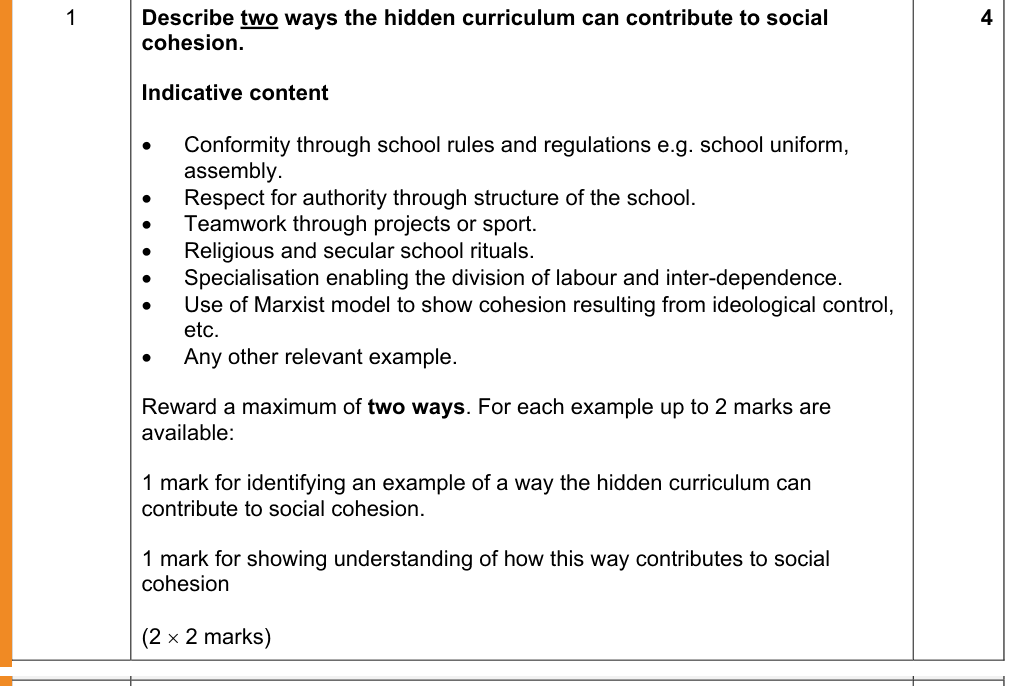 1
Describe two ways the hidden curriculum can contribute to social
cohesion.
4
Indicative content
• Conformity through school rules and regulations e.g. school uniform,
assembly.
• Respect for authority through structure of the school.
• Teamwork through projects or sport.
• Religious and secular school rituals.
• Specialisation enabling the division of labour and inter-dependence.
• Use of Marxist model to show cohesion resulting from ideological control,
etc.
• Any other relevant example.
Reward a maximum of two ways. For each example up to 2 marks are
available:
1 mark for identifying an example of a way the hidden curriculum can
contribute to social cohesion.
1 mark for showing understanding of how this way contributes to social
cohesion
(2 × 2 marks)